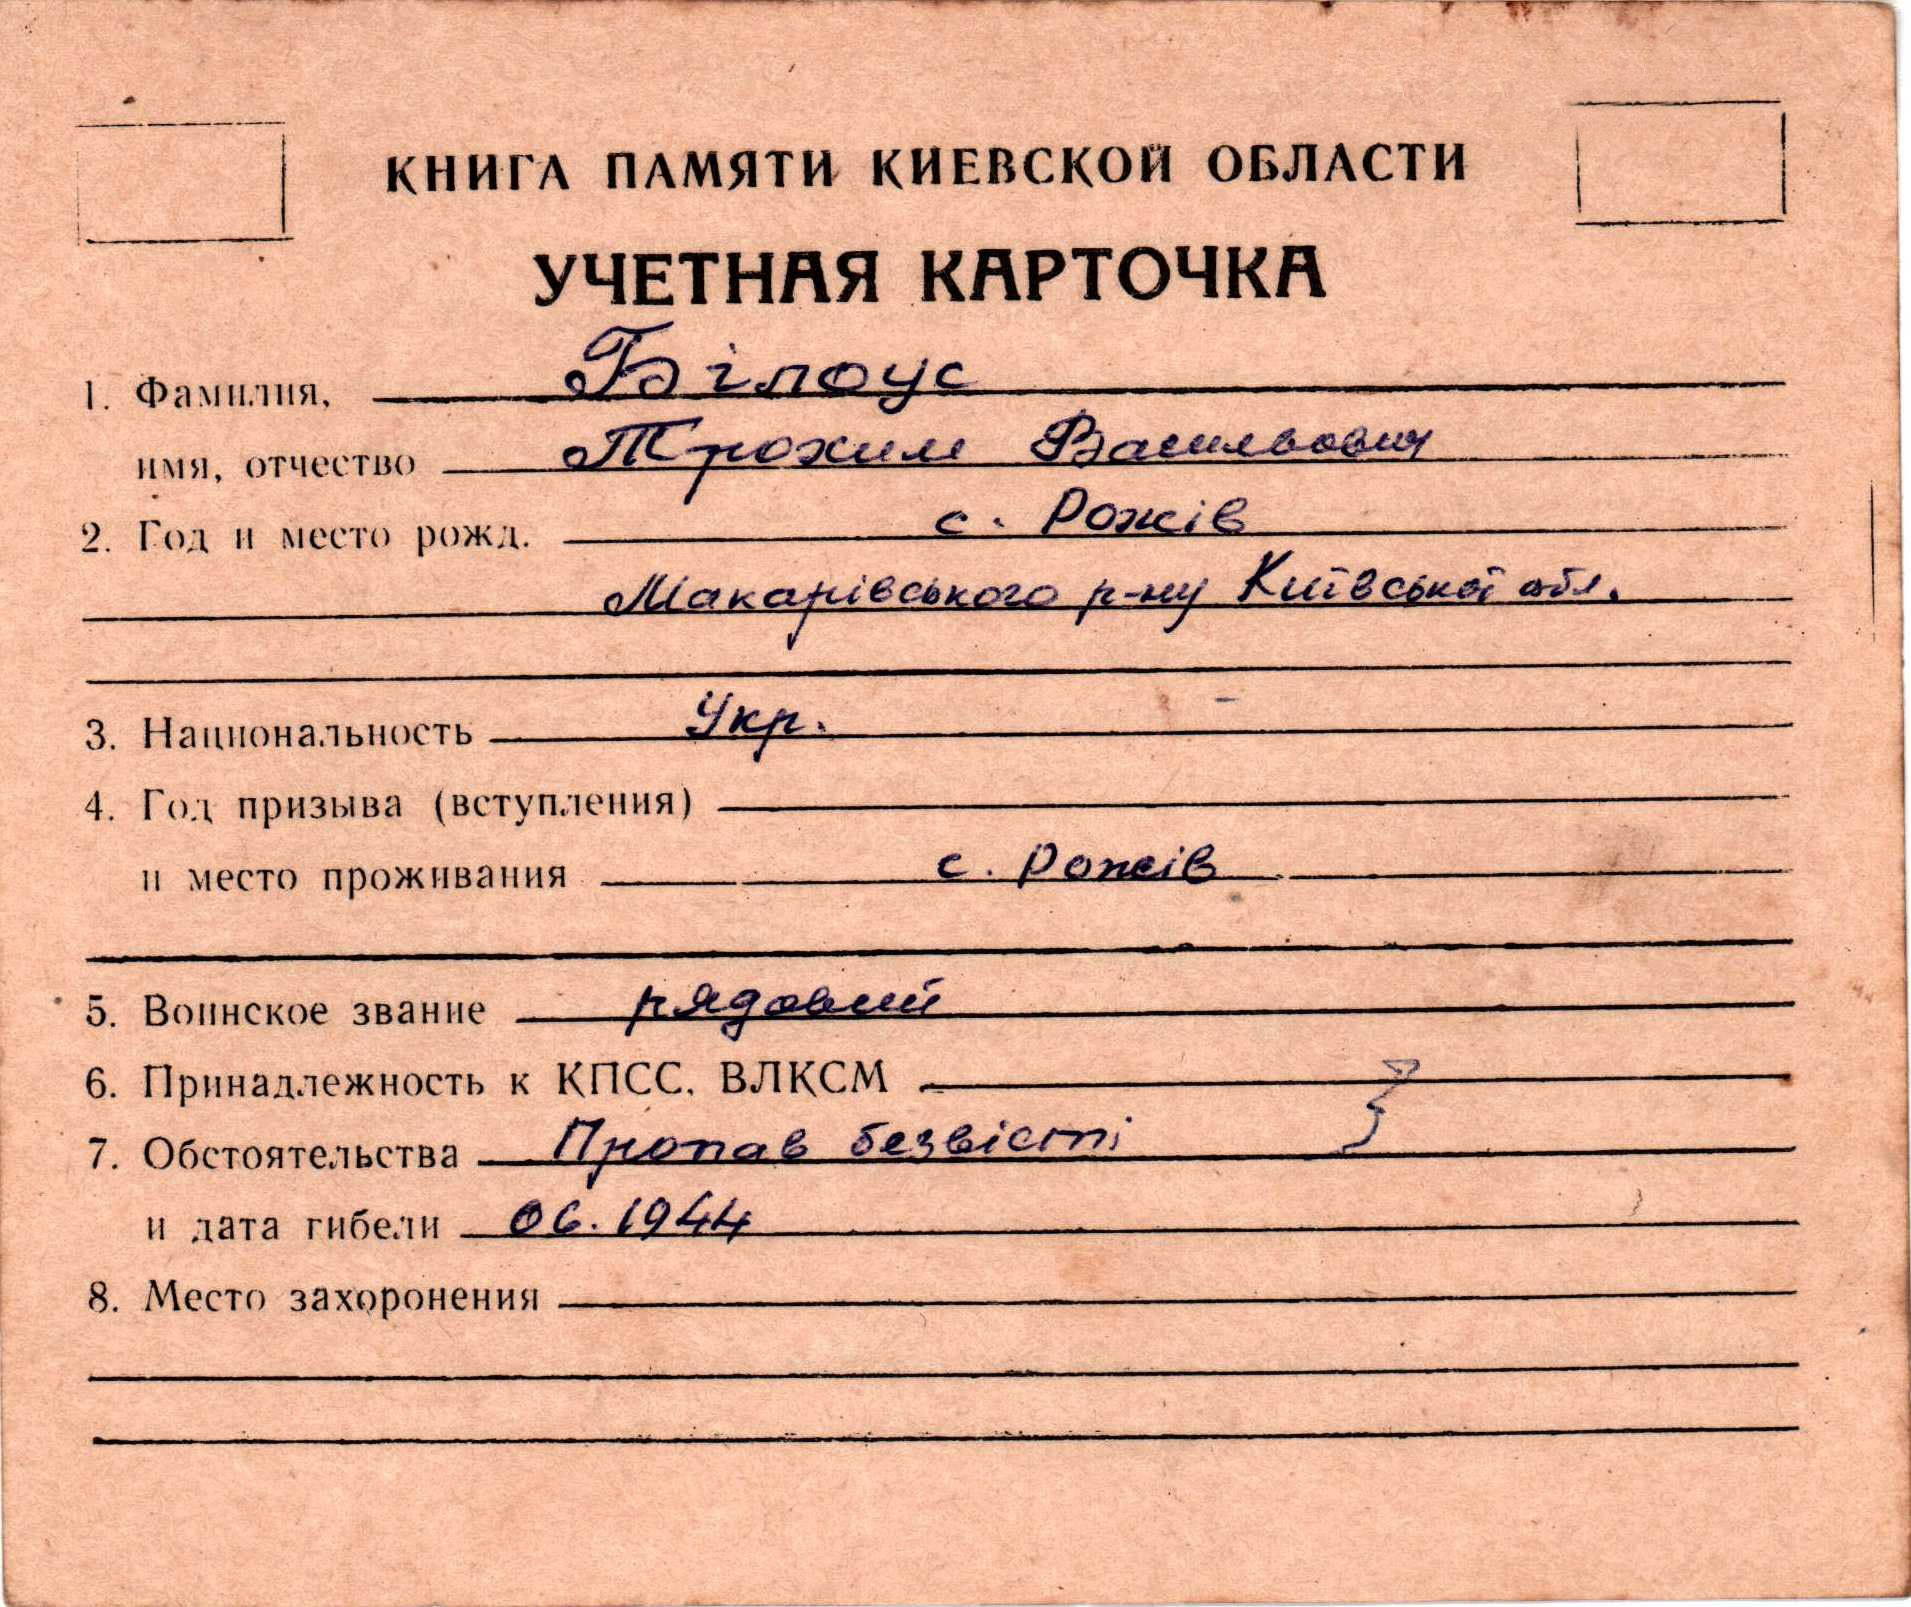 КНИГА ПАМЯТИ КИЕВСКОЙ ОБЛАСТИ
УЧЕТНАЯ КАРТОЧКА
1. Фамилия, Білоус
имя, отчество Трохим Васильович
2. Год и место рожд. с. Рожів
Макарівського р-ну Київської обл.
3. Национальность Укр.
4. Год призыва (вступления)
и место проживания с. Рожів
5. Воинское звание рядовий
6. Принадлежность к КПСС, ВЛКСМ
7. Обстоятельства Пропав безвісті
и дата гибели 06.1944
8. Место захоронения